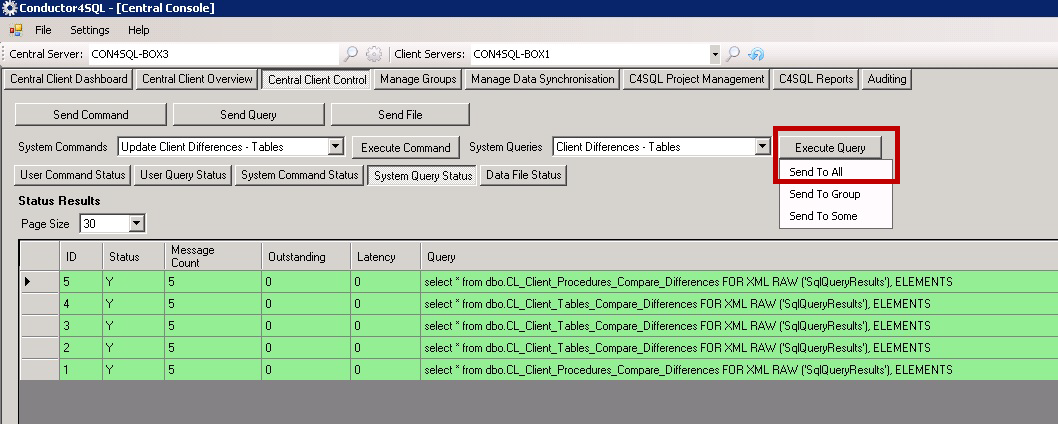 Conductor4SQL - [Central Console]
File Settings Help
Central Server: CON4SQL-BOX3 Client Servers: CON4SQL-BOX1
Central Client Dashboard Central Client Overview Central Client Control Manage Groups Manage Data Synchronisation C4SQL Project Management C4SQL Reports Auditing
Send Command Send Query Send File
System Commands Update Client Differences - Tables Execute Command System Queries Client Differences - Tables Execute Query
User Command Status User Query Status System Command Status System Query Status Data File Status Send To All
Send To Group
Send To Some
Status Results
Page Size 30
ID Status Message Count Outstanding Latency Query
5 Y 5 0 0 select * from dbo.CL_Client_Procedures_Compare_Differences FOR XML RAW ('SqlQueryResults'), ELEMENTS
4 Y 5 0 0 select * from dbo.CL_Client_Tables_Compare_Differences FOR XML RAW ('SqlQueryResults'), ELEMENTS
3 Y 5 0 0 select * from dbo.CL_Client_Tables_Compare_Differences FOR XML RAW ('SqlQueryResults'), ELEMENTS
2 Y 5 0 0 select * from dbo.CL_Client_Tables_Compare_Differences FOR XML RAW ('SqlQueryResults'), ELEMENTS
1 Y 5 0 0 select * from dbo.CL_Client_Procedures_Compare_Differences FOR XML RAW ('SqlQueryResults'), ELEMENTS